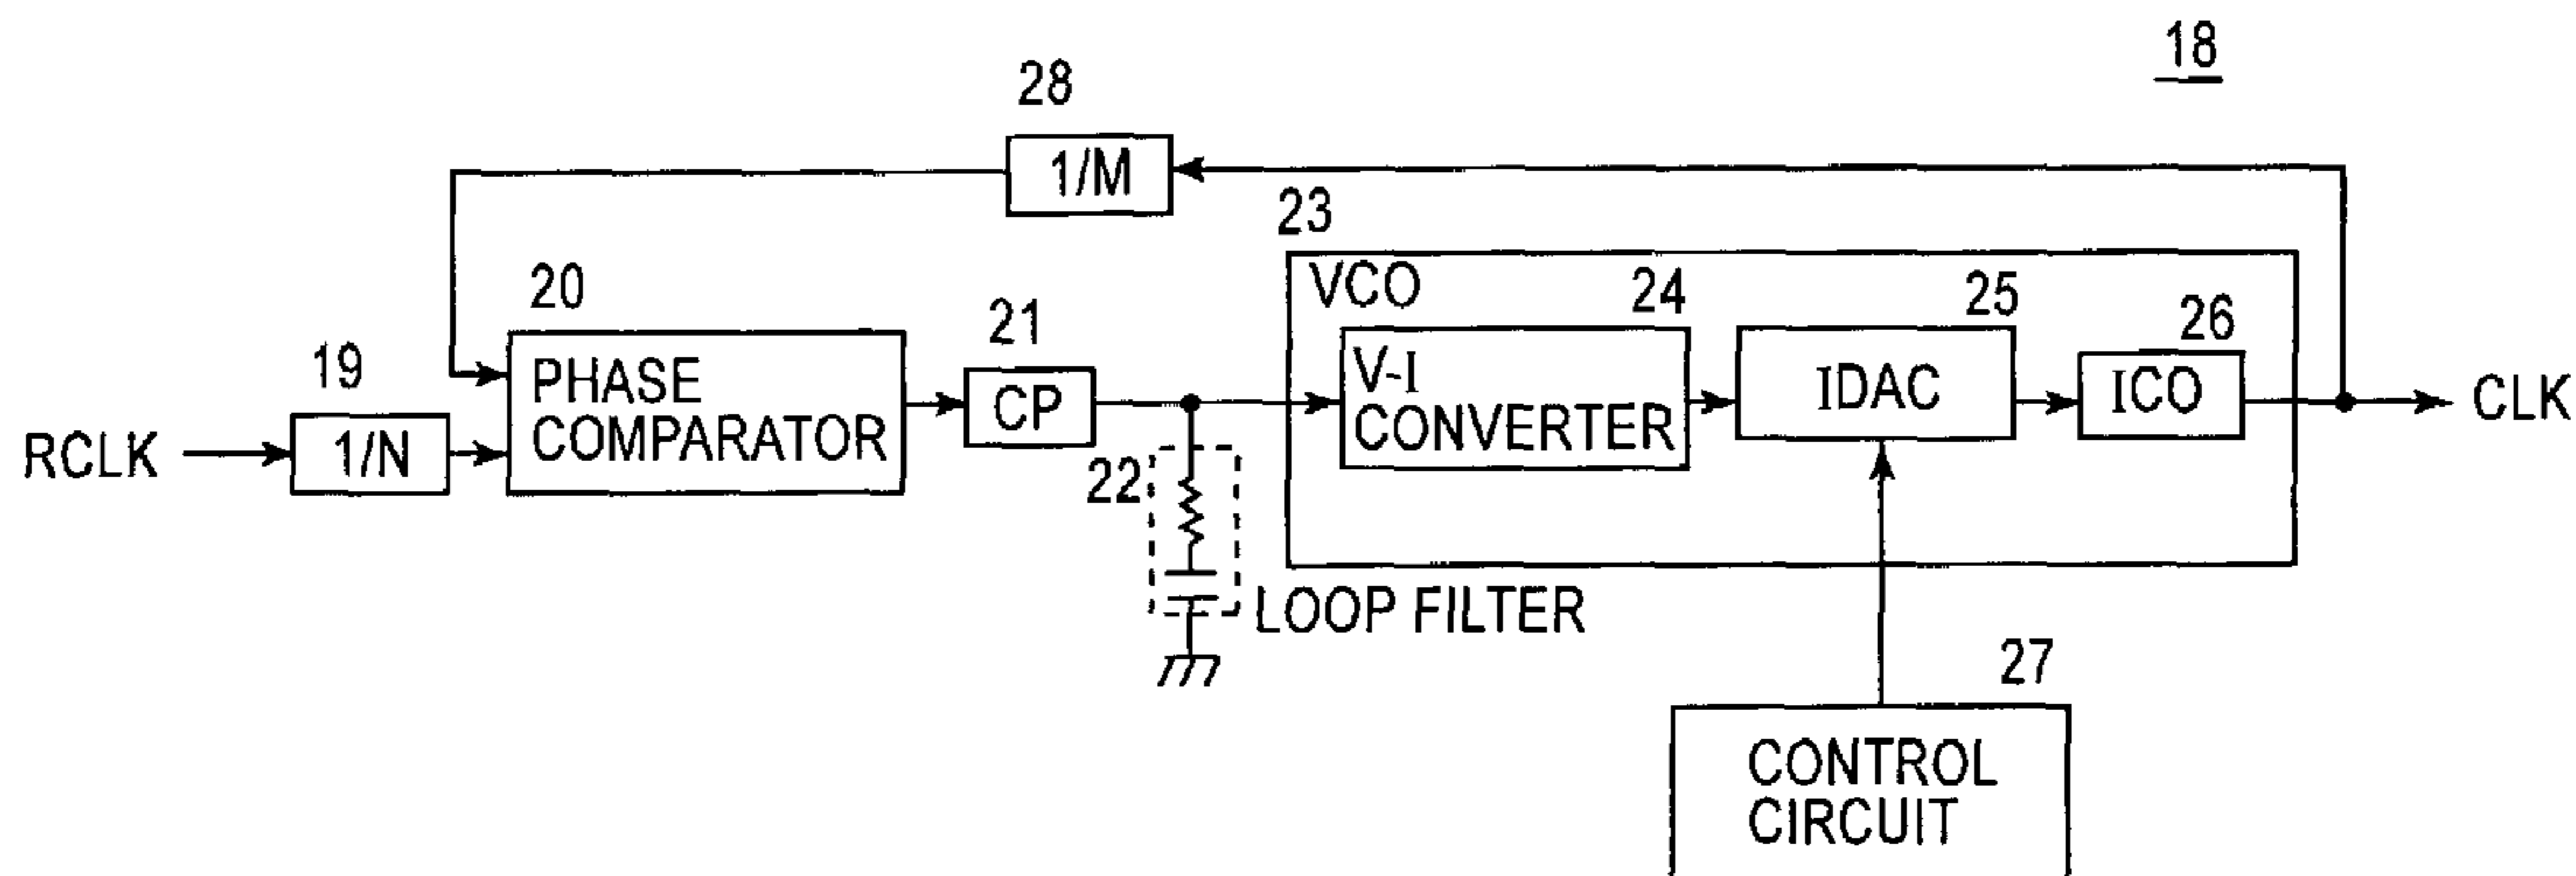 18
28
1/M
23
VCO
20
21
24
25
26
19
PHASE
COMPARATOR
CP
V-I
CONVERTER
IDAC
ICO
CLK
RCLK
1/N
22
LOOP FILTER
27
CONTROL
CIRCUIT